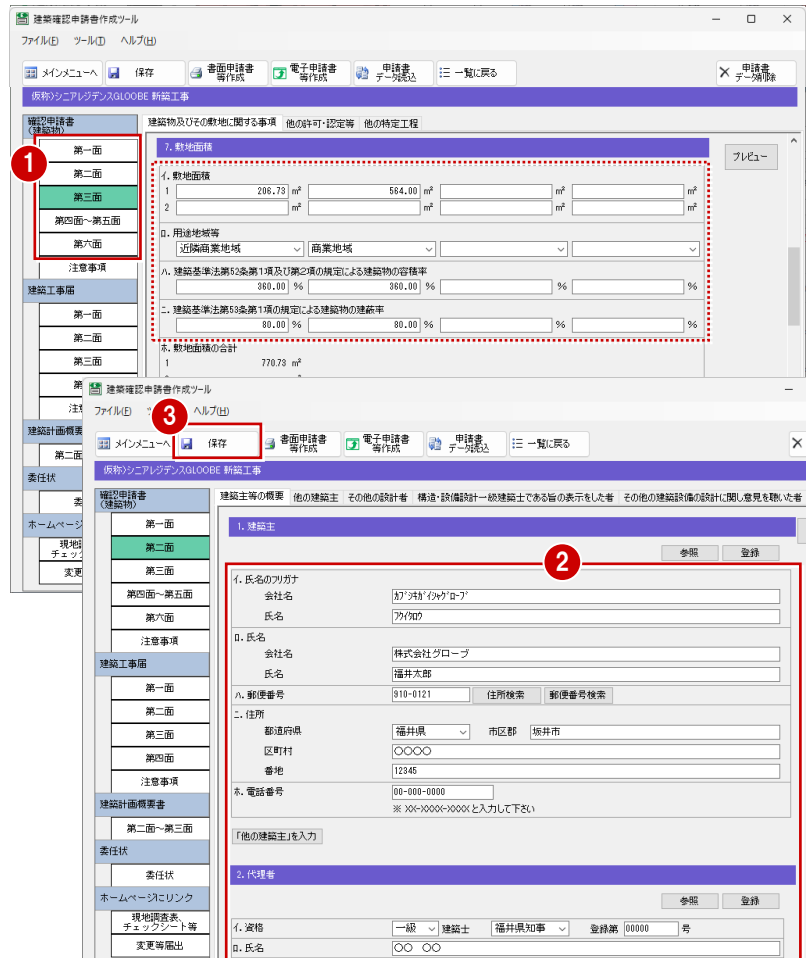 建築確認申請書作成ツール
ファイル(F) ツール(T) ヘルプ(H)
メインメニューへ 保存 書面申請書等作成 電子申請書等作成 申請書データ読込 一覧に戻る 申請書データ削除
仮称)シニアレジデンスGLOOBE 新築工事
確認申請書(建築物) 建築物及びその敷地に関する事項 他の許可・認定等 他の特定工程
1
第一面
第二面
第三面
第四面~第五面
第六面
注意事項
建築工事届
第一面
第二面
第三面
第
注
建築計画概要
第二面
委任状
委
ホームページ
現地
チェック
変更
7. 敷地面積
プレビュー
イ. 敷地面積
1 206.73 m² 564.00 m² m² m²
2 m² m² m² m²
ロ. 用途地域等
近隣商業地域 商業地域
ハ. 建築基準法第52条第1項及び第2項の規定による建築物の容積率
360.00 % 360.00 % % %
ニ. 建築基準法第53条第1項の規定による建築物の建蔽率
80.00 % 80.00 % % %
ホ. 敷地面積の合計
1 770.73 m²
建築確認申請書作成ツール
ファイル(F) ヘルプ(H)
3
メインメニューへ 保存 書面申請書等作成 電子申請書等作成 申請書データ読込 一覧に戻る
仮称)シニアレジデンスGLOOBE 新築工事
確認申請書(建築物) 建築主等の概要 他の建築主 その他の設計者 構造・設備設計一級建築士である旨の表示をした者 その他の建築設備の設計に関し意見を聴いた者
第一面
第二面
第三面
第四面~第五面
第六面
注意事項
建築工事届
第一面
第二面
第三面
第四面
注意事項
建築計画概要書
第二面~第三面
委任状
委任状
ホームページにリンク
現地調査表、
チェックシート等
変更等届出
1. 建築主
参照 登録
2
イ. 氏名のフリガナ
会社名 ｶﾌﾞｼｷｶﾞｲｼｬｸﾞﾛｰﾌﾞ
氏名 ﾌｸｲﾀﾛｳ
ロ. 氏名
会社名 株式会社グローブ
氏名 福井太郎
ハ. 郵便番号 910-0121 住所検索 郵便番号検索
ニ. 住所
都道府県 福井県 市区郡 坂井市
区町村 〇〇〇〇
番地 12345
ホ. 電話番号 00-000-0000
※ XX-XXXX-XXXX と入力して下さい
「他の建築主」を入力
2. 代理者
参照 登録
イ. 資格 一級 建築士 福井県知事 登録第 00000 号
ロ. 氏名 〇〇 〇〇